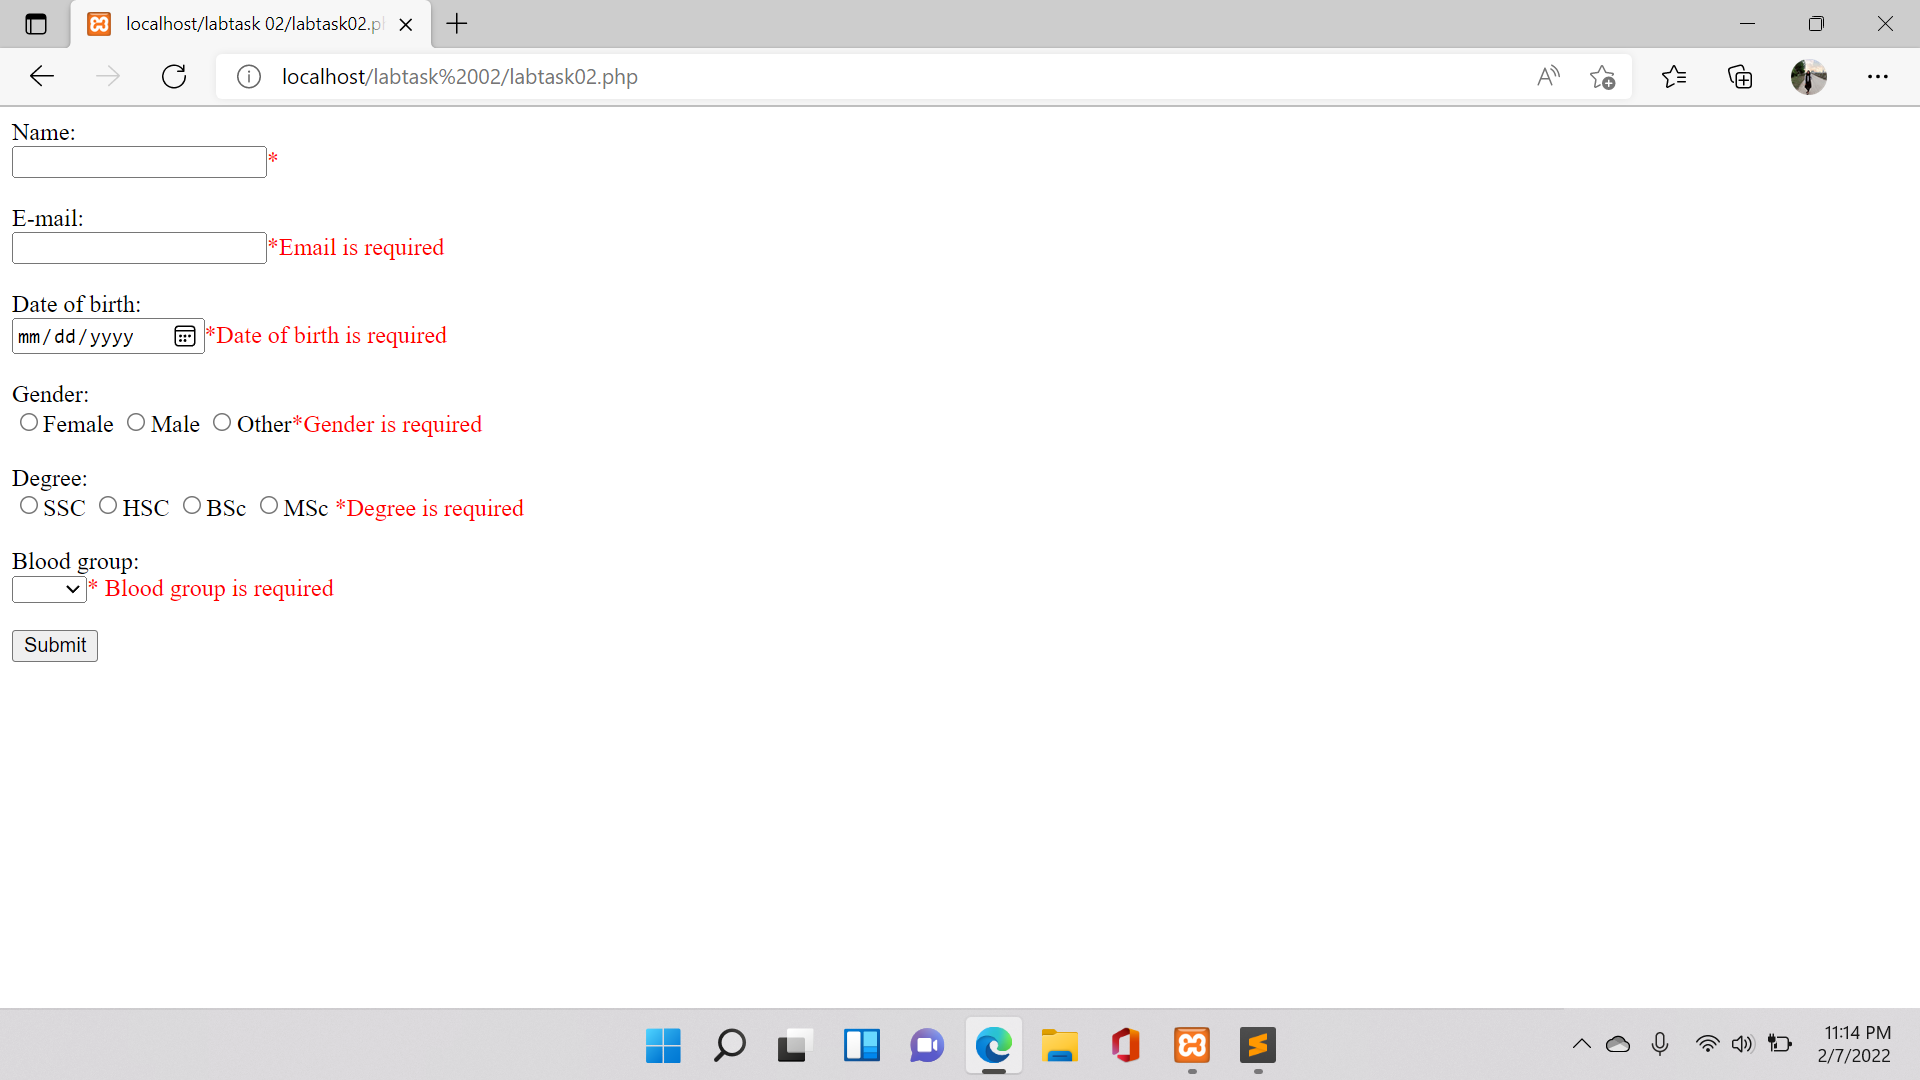 localhost/labtask 02/labtask02.p
localhost/labtask%2002/labtask02.php
Name:
*
E-mail:
*Email is required
Date of birth:
mm/dd/yyyy *Date of birth is required
Gender:
Female Male Other*Gender is required
Degree:
SSC HSC BSc MSc *Degree is required
Blood group:
* Blood group is required
Submit
11:14 PM
2/7/2022